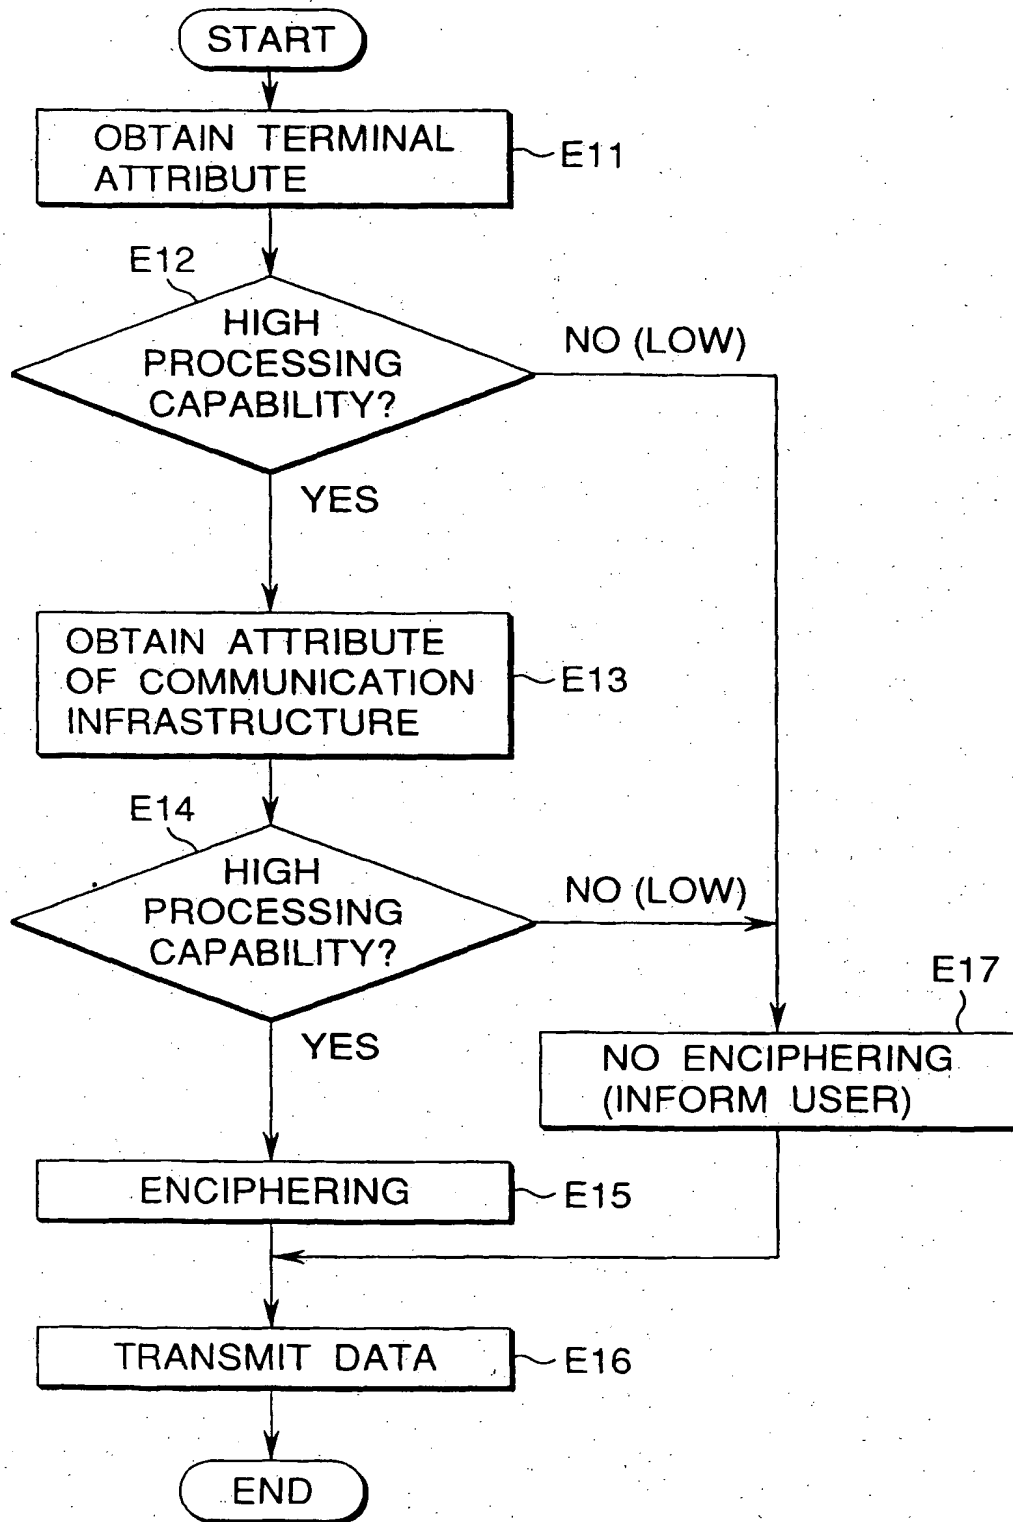 START
OBTAIN TERMINAL
ATTRIBUTE
E11
E12
HIGH
PROCESSING
CAPABILITY?
NO (LOW)
YES
OBTAIN ATTRIBUTE
OF COMMUNICATION
INFRASTRUCTURE
E13
E14
HIGH
PROCESSING
CAPABILITY?
NO (LOW)
YES
E17
NO ENCIPHERING
(INFORM USER)
ENCIPHERING
E15
TRANSMIT DATA
E16
END